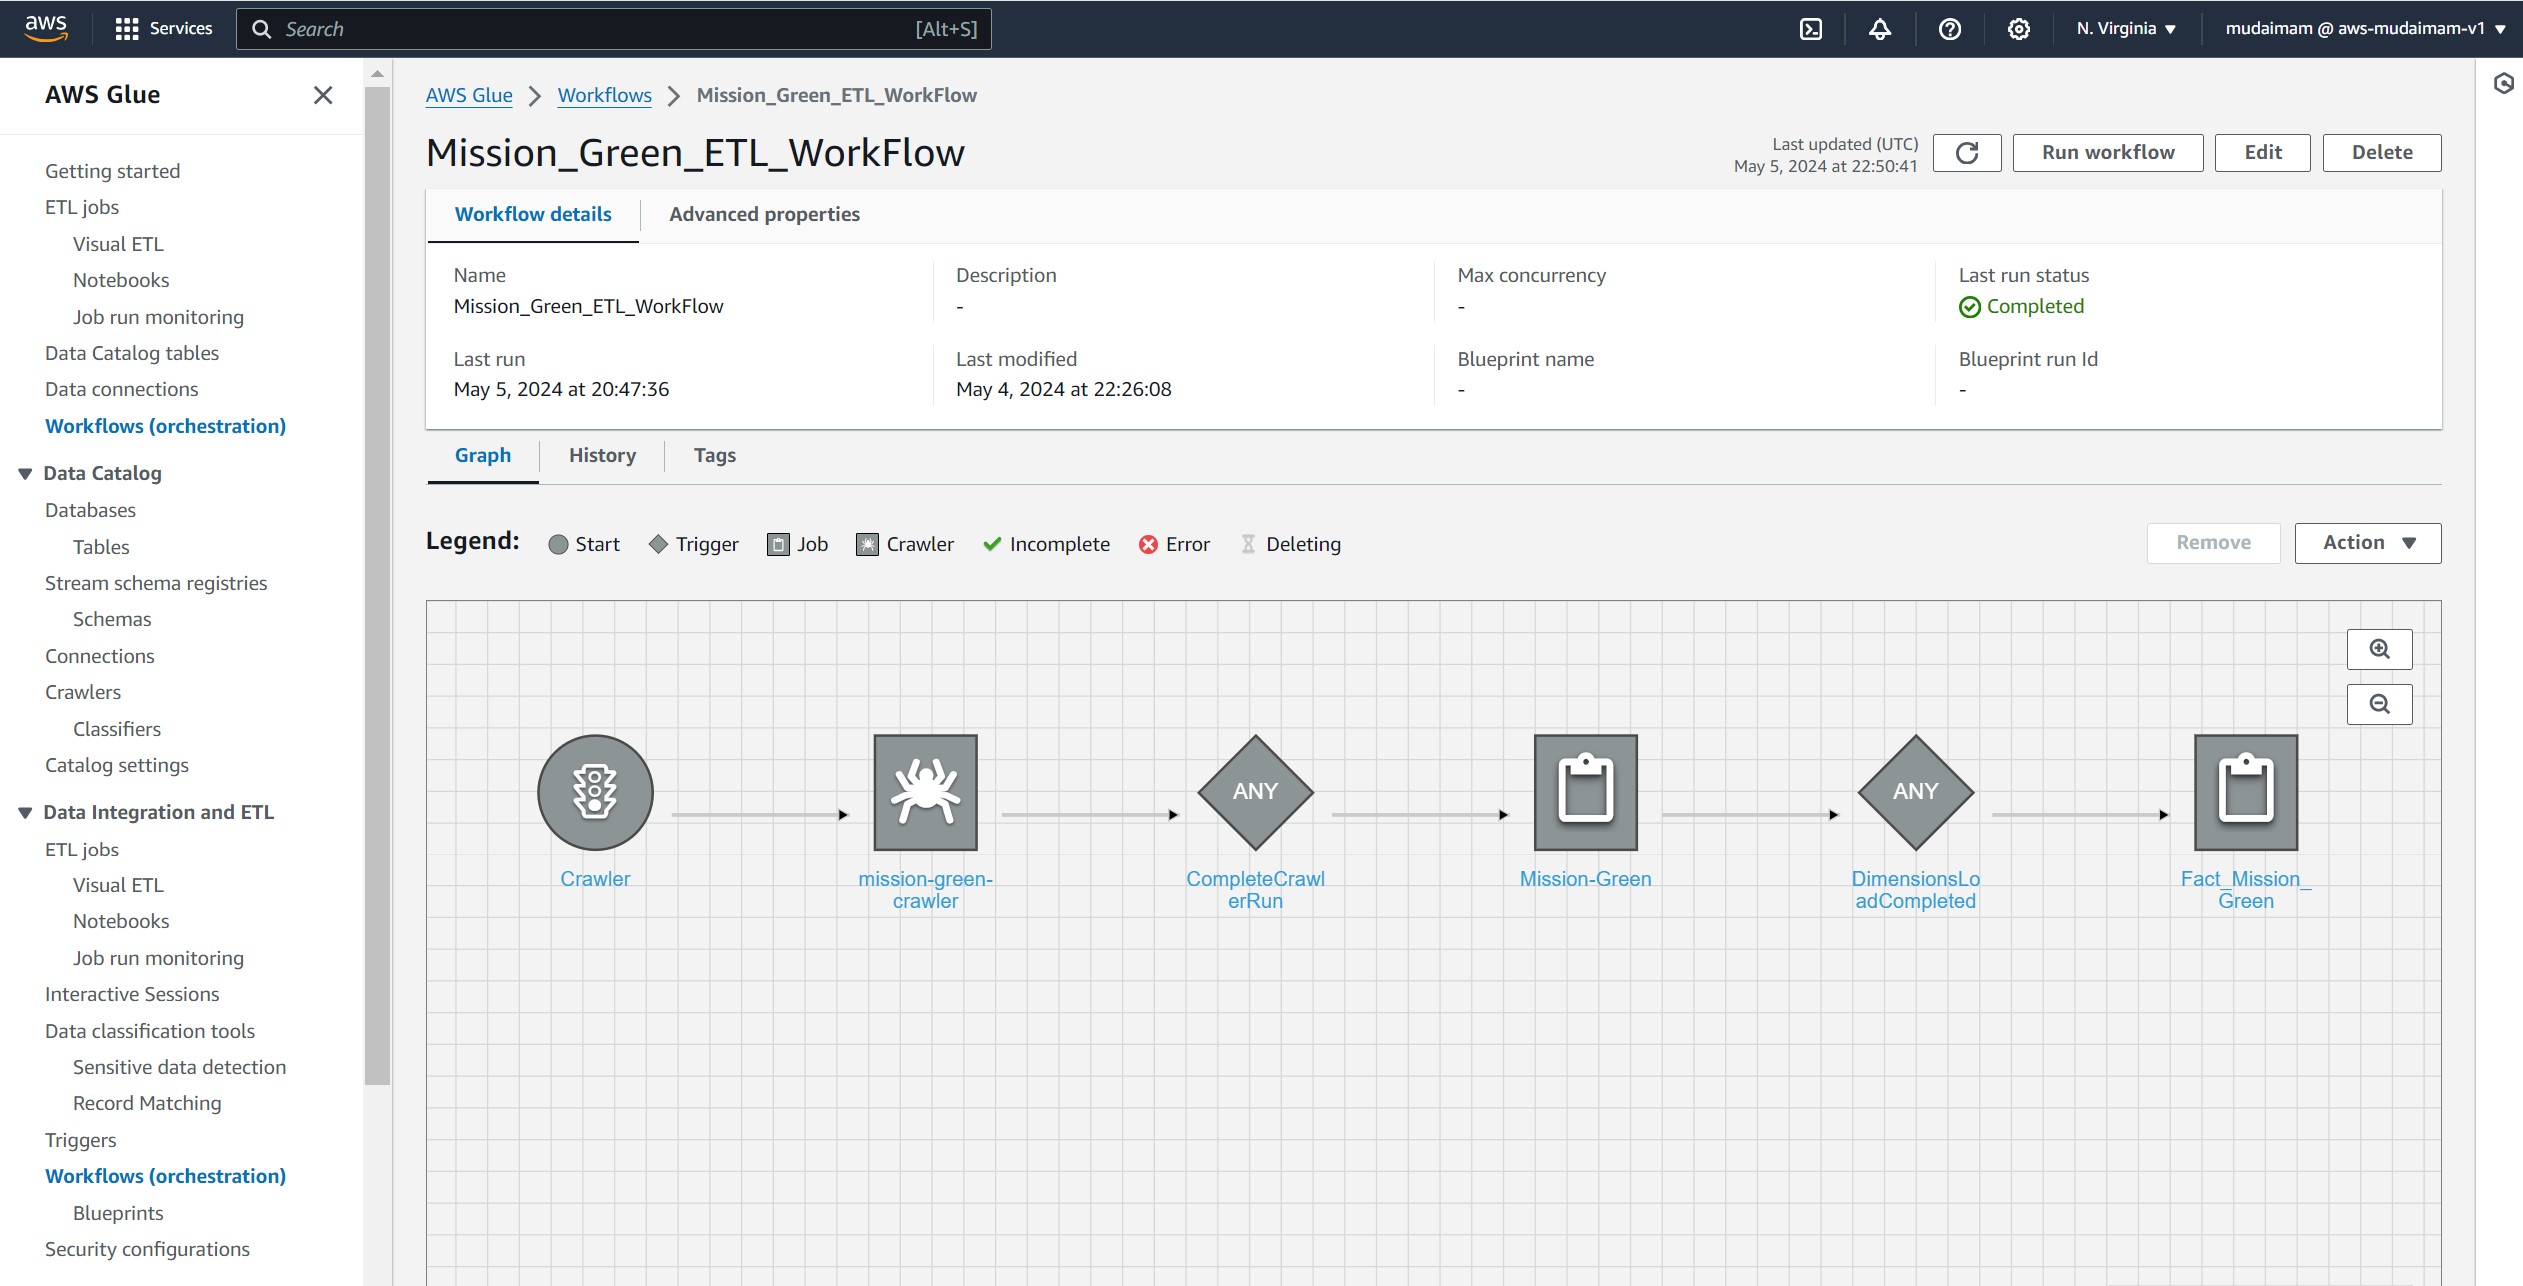 aws
Services
Search
[Alt+S]
N. Virginia
mudaimam @ aws-mudaimam-v1
AWS Glue
Getting started
ETL jobs
Visual ETL
Notebooks
Job run monitoring
Data Catalog tables
Data connections
Workflows (orchestration)
Data Catalog
Databases
Tables
Stream schema registries
Schemas
Connections
Crawlers
Classifiers
Catalog settings
Data Integration and ETL
ETL jobs
Visual ETL
Notebooks
Job run monitoring
Interactive Sessions
Data classification tools
Sensitive data detection
Record Matching
Triggers
Workflows (orchestration)
Blueprints
Security configurations
AWS Glue
Workflows
Mission_Green_ETL_WorkFlow
Mission_Green_ETL_WorkFlow
Last updated (UTC)
May 5, 2024 at 22:50:41
Run workflow
Edit
Delete
Workflow details
Advanced properties
Name
Mission_Green_ETL_WorkFlow
Description
-
Max concurrency
-
Last run status
Completed
Last run
May 5, 2024 at 20:47:36
Last modified
May 4, 2024 at 22:26:08
Blueprint name
-
Blueprint run Id
-
Graph
History
Tags
Legend:
Start
Trigger
Job
Crawler
Incomplete
Error
Deleting
Remove
Action
Crawler
mission-green-
crawler
ANY
CompleteCrawl
erRun
Mission-Green
ANY
DimensionsLo
adCompleted
Fact_Mission_
Green